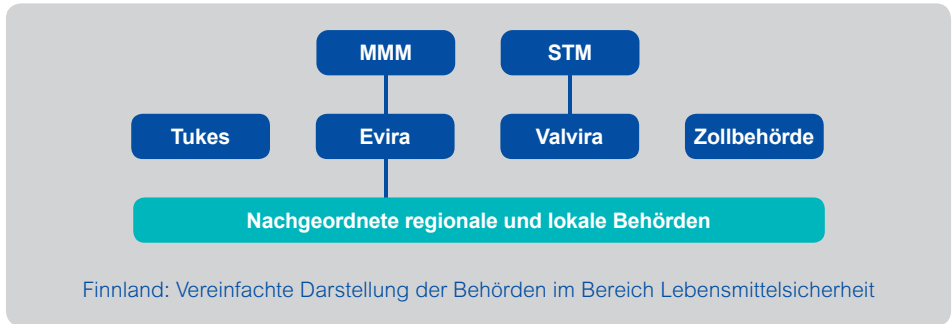 MMM
STM
Tukes
Evira
Valvira
Zollbehörde
Nachgeordnete regionale und lokale Behörden
Finnland: Vereinfachte Darstellung der Behörden im Bereich Lebensmittelsicherheit